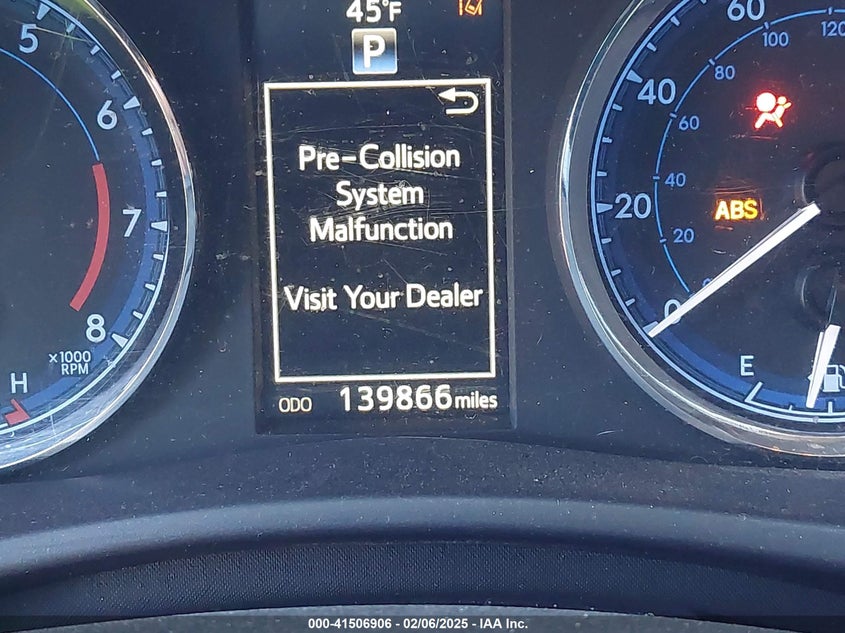 45°F
P
Pre-Collision
System
Malfunction
Visit Your Dealer
ODO 139866 miles
5
6
7
8
×1000
RPM
H
60
40
20
0
120
100
80
60
40
20
ABS
E
000-41506906 - 02/06/2025 - IAA Inc.